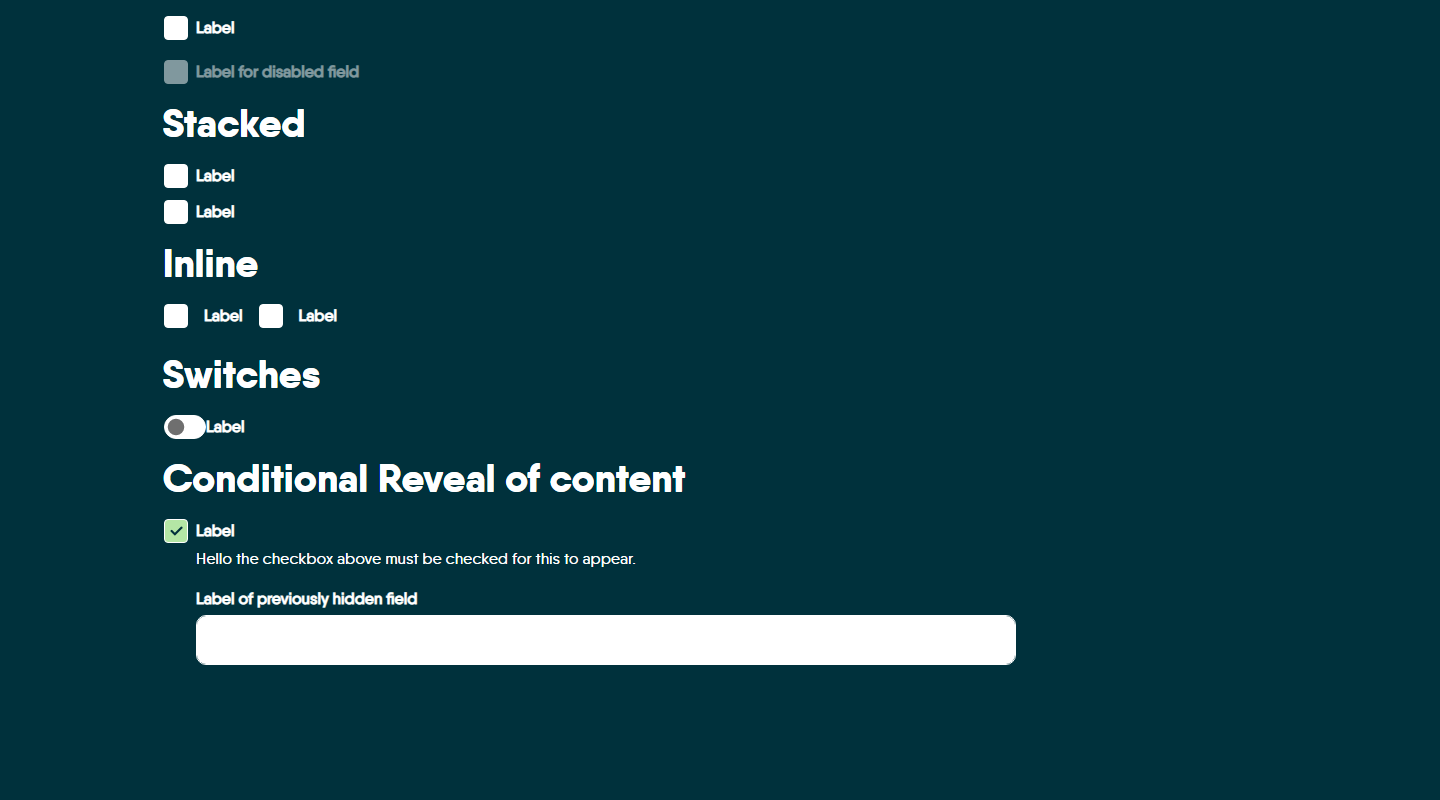 Label
Label for disabled field
Stacked
Label
Label
Inline
Label Label
Switches
Label
Conditional Reveal of content
Label
Hello the checkbox above must be checked for this to appear.
Label of previously hidden field